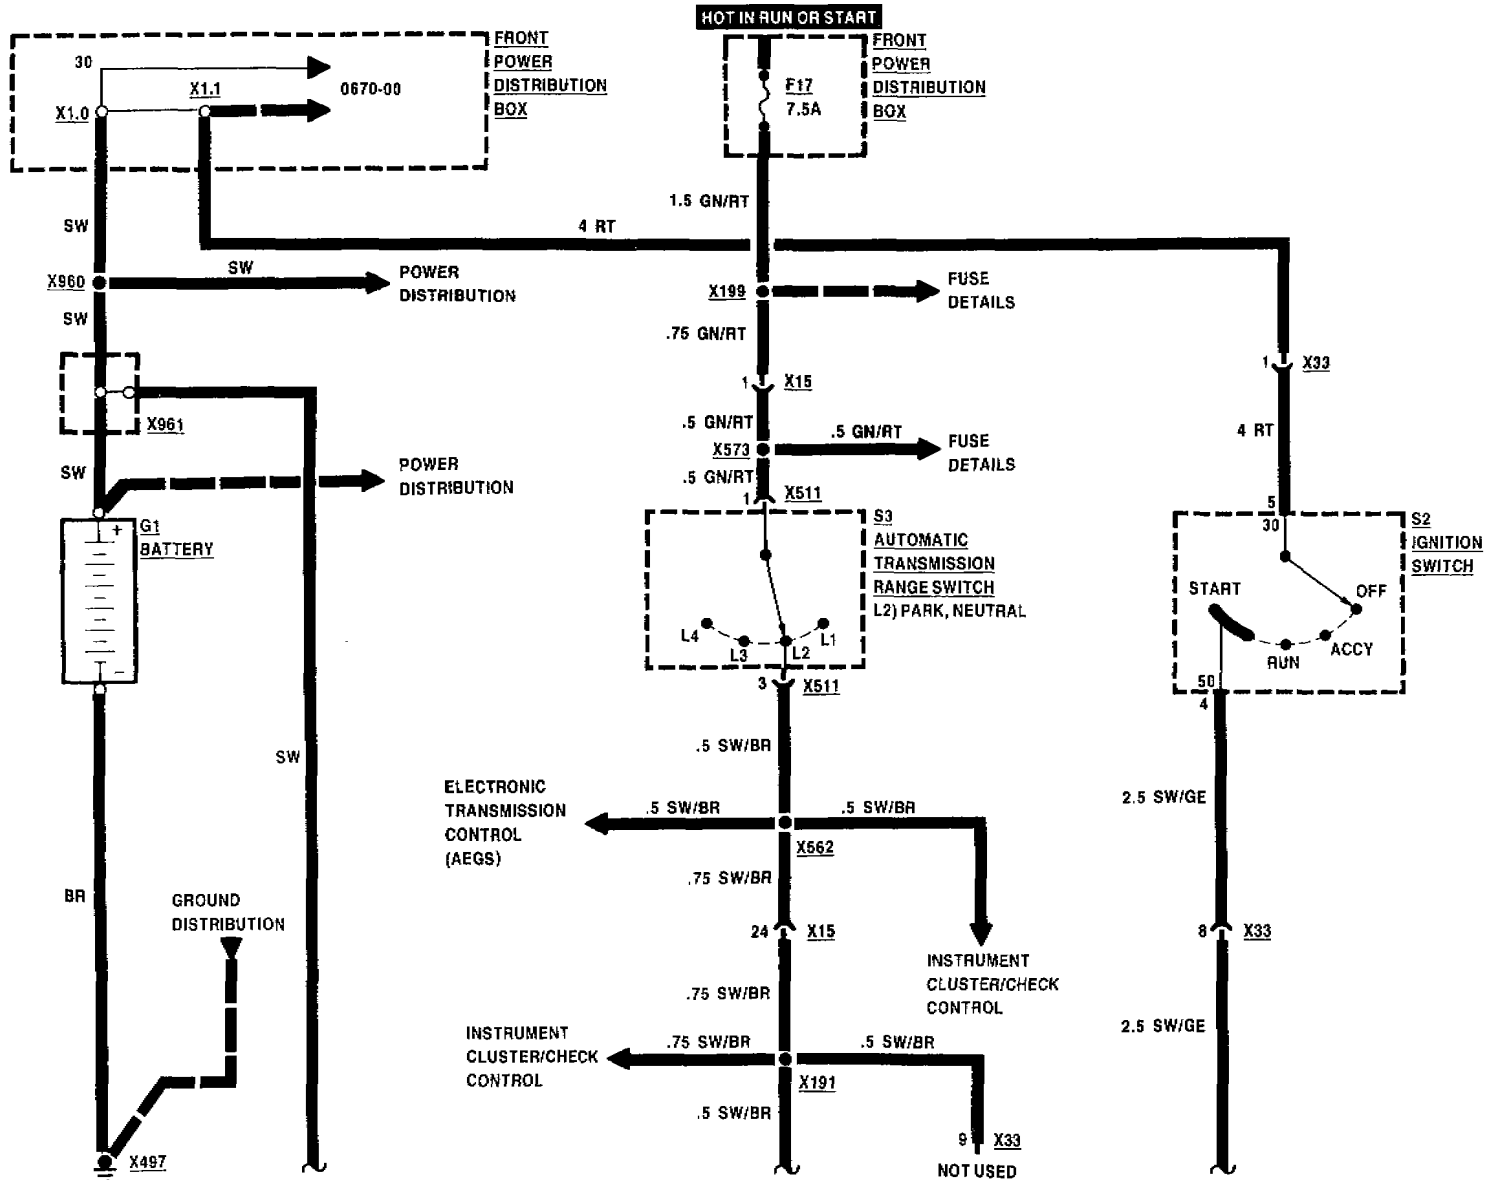 HOT IN RUN OR START
FRONT
POWER
DISTRIBUTION
BOX
30
X1.1
0670-00
X1.0
FRONT
POWER
DISTRIBUTION
BOX
F17
7.5A
1.5 GN/RT
SW
4 RT
X960
SW
POWER
DISTRIBUTION
X199
FUSE
DETAILS
SW
.75 GN/RT
1
X15
1
X33
X961
.5 GN/RT
.5 GN/RT
4 RT
X573
FUSE
DETAILS
SW
POWER
DISTRIBUTION
.5 GN/RT
1
X511
5
30
G1
BATTERY
+
-
S3
AUTOMATIC
TRANSMISSION
RANGE SWITCH
L2) PARK, NEUTRAL
L4
L3
L2
L1
S2
IGNITION
SWITCH
START
OFF
RUN
ACCY
3
X511
50
4
.5 SW/BR
SW
ELECTRONIC
TRANSMISSION
CONTROL
(AEGS)
.5 SW/BR
.5 SW/BR
X562
2.5 SW/GE
.75 SW/BR
BR
GROUND
DISTRIBUTION
24
X15
8
X33
INSTRUMENT
CLUSTER/CHECK
CONTROL
.75 SW/BR
2.5 SW/GE
INSTRUMENT
CLUSTER/CHECK
CONTROL
.75 SW/BR
.5 SW/BR
X191
.5 SW/BR
9
X33
NOT USED
X497